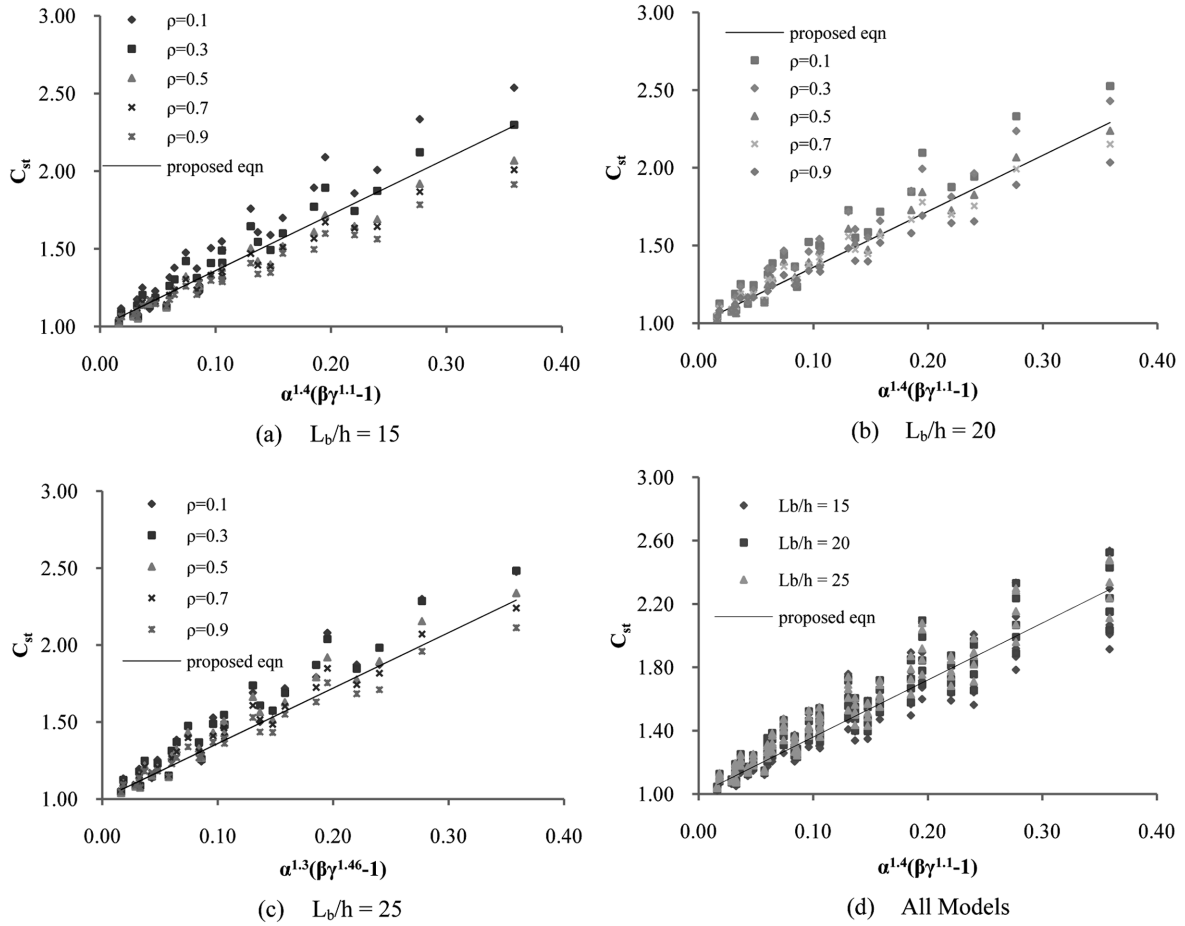 3.00
2.50
2.00
1.50
1.00
C_st
ρ=0.1
ρ=0.3
ρ=0.5
ρ=0.7
ρ=0.9
proposed eqn
0.00 0.10 0.20 0.30 0.40
α^1.4(βγ^1.1-1)
(a) L_b/h = 15
3.00
2.50
2.00
1.50
1.00
C_st
proposed eqn
ρ=0.1
ρ=0.3
ρ=0.5
ρ=0.7
ρ=0.9
0.00 0.10 0.20 0.30 0.40
α^1.4(βγ^1.1-1)
(b) L_b/h = 20
3.00
2.50
2.00
1.50
1.00
C_st
ρ=0.1
ρ=0.3
ρ=0.5
ρ=0.7
ρ=0.9
proposed eqn
0.00 0.10 0.20 0.30 0.40
α^1.3(βγ^1.46-1)
(c) L_b/h = 25
3.00
2.60
2.20
1.80
1.40
1.00
C_st
Lb/h = 15
Lb/h = 20
Lb/h = 25
proposed eqn
0.00 0.10 0.20 0.30 0.40
α^1.4(βγ^1.1-1)
(d) All Models